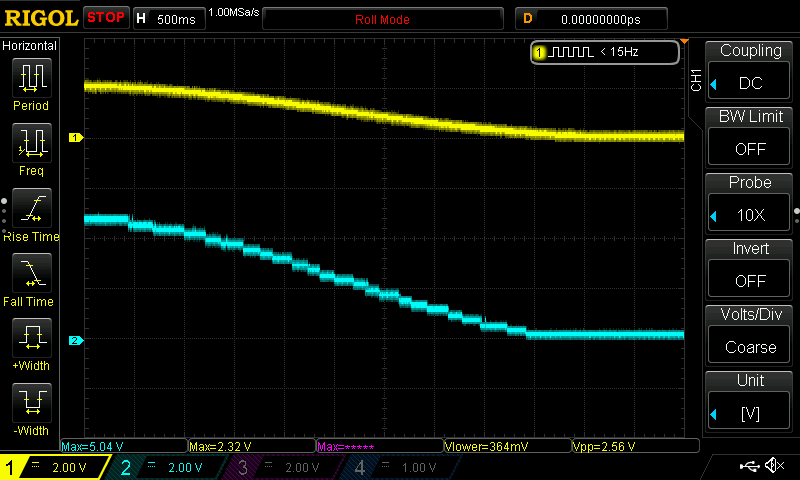 RIGOL STOP H 500ms 1.00MSa/s Roll Mode D 0.00000000ps
Horizontal
Period
Freq
Rise Time
Fall Time
+Width
-Width
1 < 15Hz
1
2
CH1
Coupling
DC
BW Limit
OFF
Probe
10X
Invert
OFF
Volts/Div
Coarse
Unit
[V]
Max=5.04 V Max=2.32 V Max=***** Vlower=364mV Vpp=2.56 V
1 2.00 V 2 2.00 V 3 2.00 V 4 1.00 V